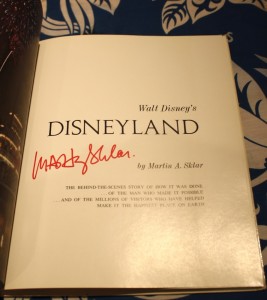 Walt Disney's
DISNEYLAND
Marty Sklar.
by Martin A. Sklar
THE BEHIND-THE-SCENES STORY OF HOW IT WAS DONE
OF THE MAN WHO MADE IT POSSIBLE
...AND OF THE MILLIONS OF VISITORS WHO HAVE HELPED
MAKE IT THE HAPPIEST PLACE ON EARTH